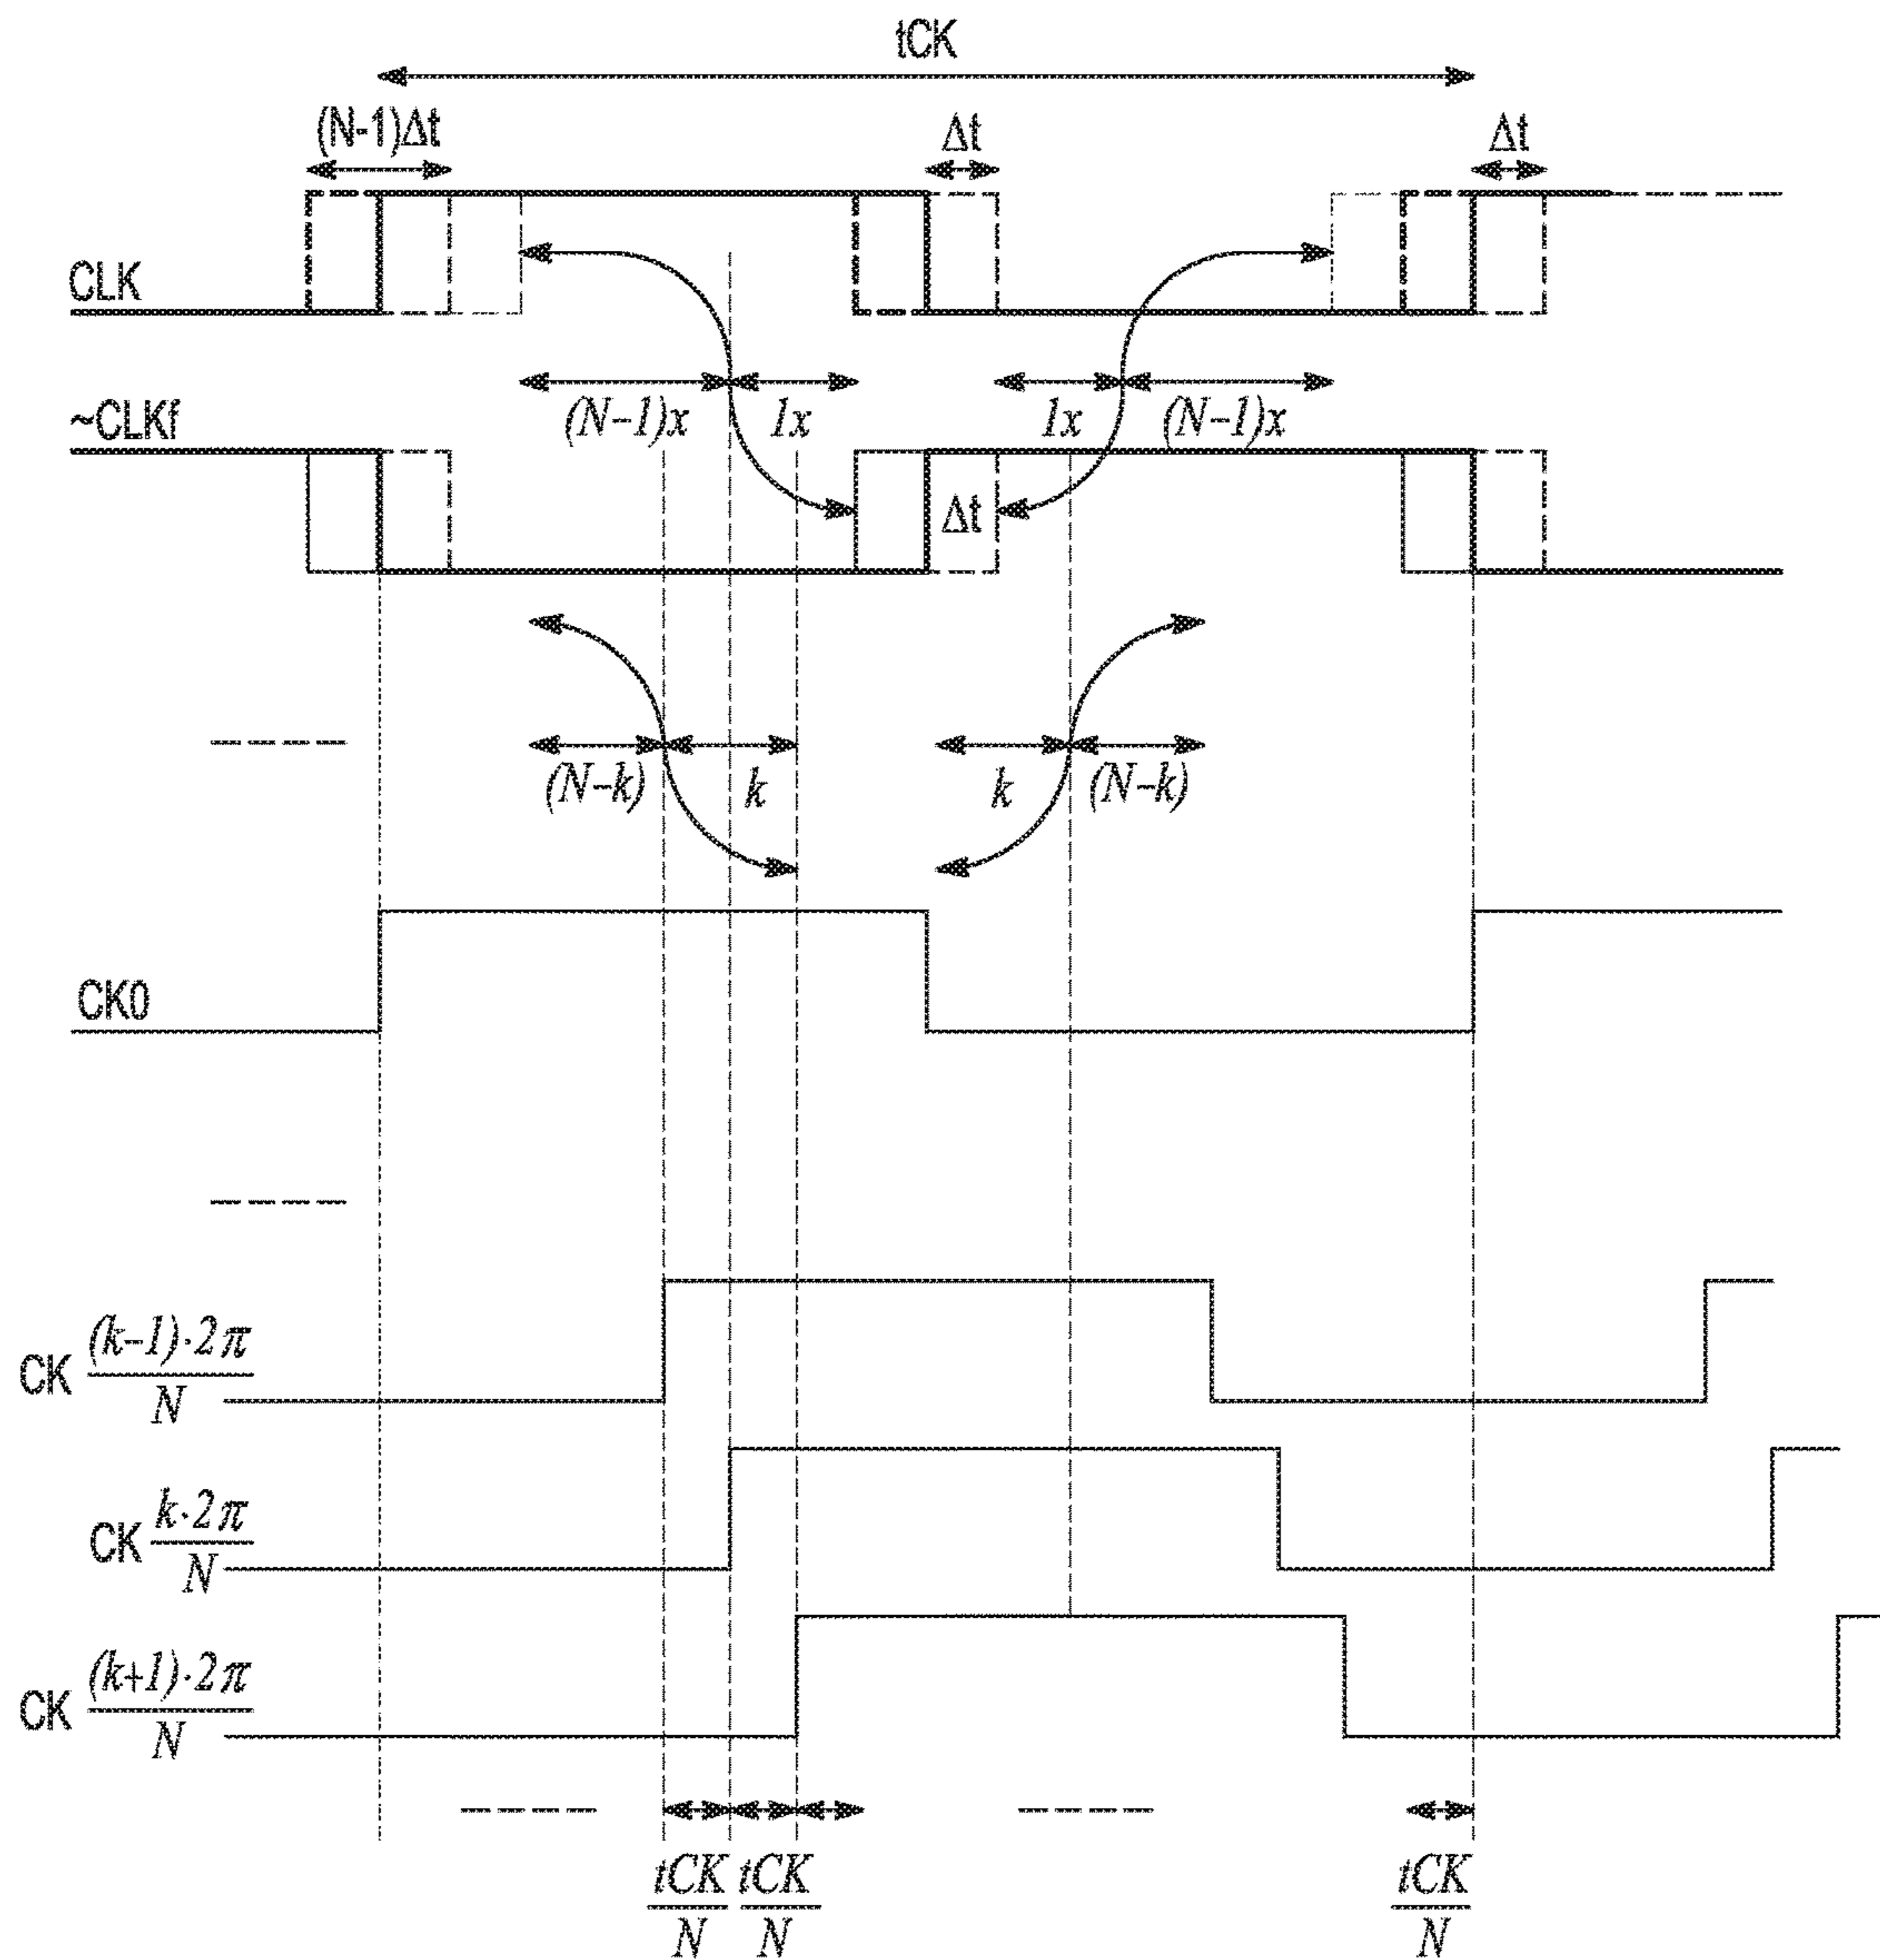 tCK
(N-1)Δt Δt Δt
CLK
(N-1)x 1x 1x (N-1)x
~CLKf
Δt
(N-k) k k (N-k)
CK0
CK (k-1)·2π/N
CK k·2π/N
CK (k+1)·2π/N
tCK/N tCK/N tCK/N